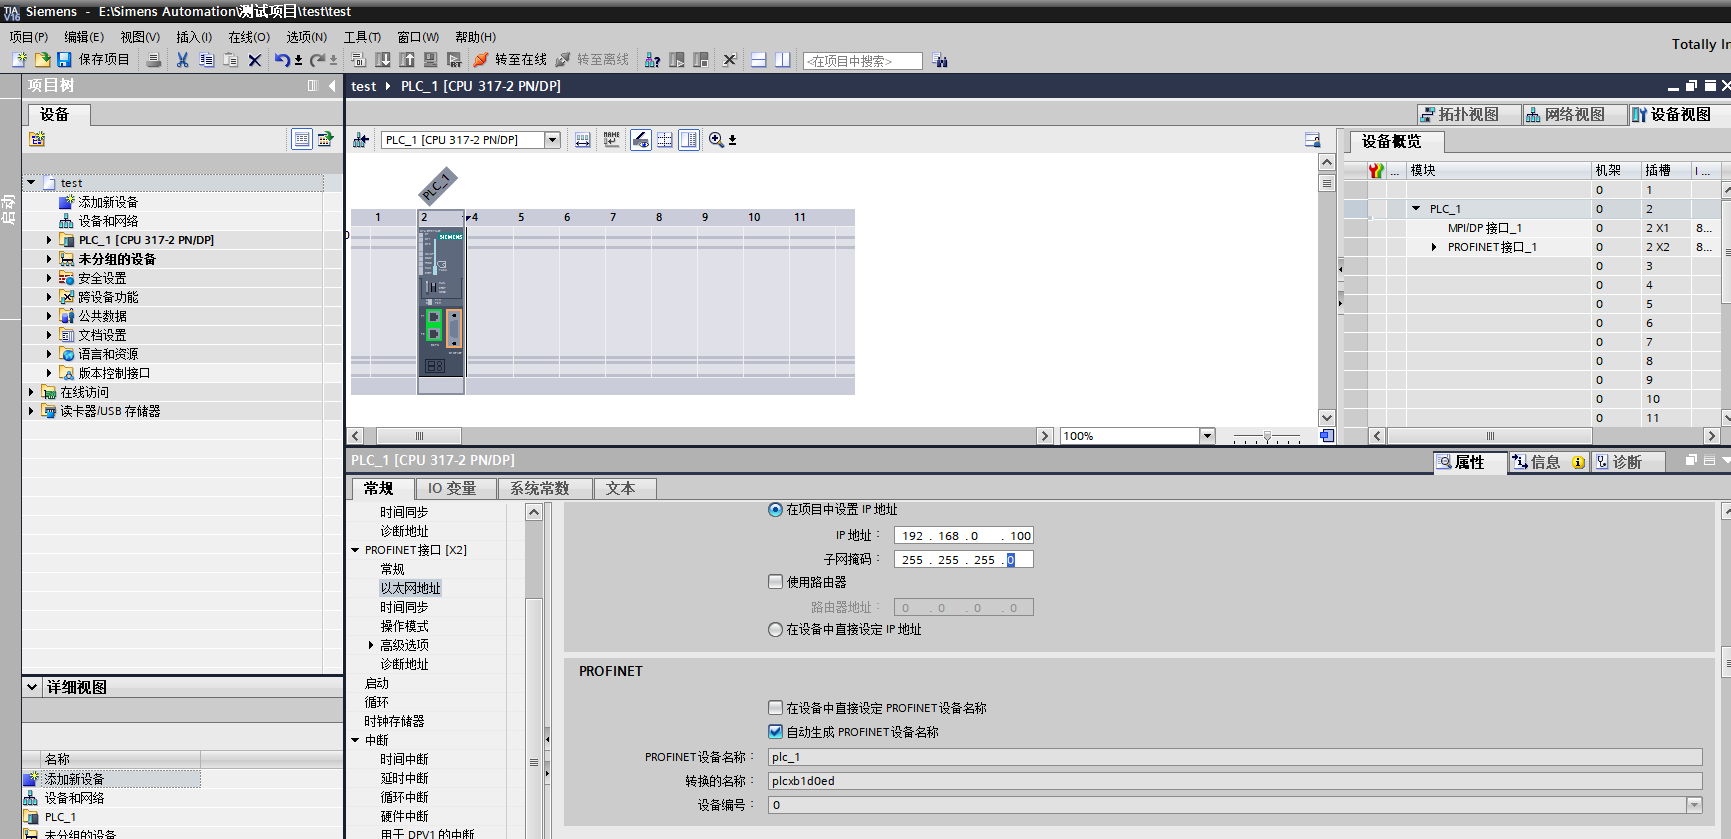 Siemens - E:\Simens Automation\测试项目\test\test
项目(P) 编辑(E) 视图(V) 插入(I) 在线(O) 选项(N) 工具(T) 窗口(W) 帮助(H)
Totally In
保存项目 转至在线 转至离线 <在项目中搜索>
项目树
test PLC_1 [CPU 317-2 PN/DP]
设备
拓扑视图 网络视图 设备视图
PLC_1 [CPU 317-2 PN/DP]
设备概览
启动
test
添加新设备
设备和网络
PLC_1 [CPU 317-2 PN/DP]
未分组的设备
安全设置
跨设备功能
公共数据
文档设置
语言和资源
版本控制接口
在线访问
读卡器/USB 存储器
PLC_1
1 2 4 5 6 7 8 9 10 11
SIEMENS
100%
... 模块 机架 插槽 I ...
0 1
PLC_1 0 2
MPI/DP 接口_1 0 2 X1 8...
PROFINET接口_1 0 2 X2 8...
0 3
0 4
0 5
0 6
0 7
0 8
0 9
0 10
0 11
PLC_1 [CPU 317-2 PN/DP]
属性 信息 诊断
常规 IO 变量 系统常数 文本
时间同步
诊断地址
PROFINET接口 [X2]
常规
以太网地址
时间同步
操作模式
高级选项
诊断地址
启动
循环
时钟存储器
中断
时间中断
延时中断
循环中断
硬件中断
用于 DPV1 的中断
在项目中设置 IP 地址
IP 地址： 192 . 168 . 0 . 100
子网掩码： 255 . 255 . 255 . 0
使用路由器
路由器地址： 0 . 0 . 0 . 0
在设备中直接设定 IP 地址
PROFINET
在设备中直接设定 PROFINET设备名称
自动生成 PROFINET设备名称
PROFINET设备名称： plc_1
转换的名称： plcxb1d0ed
设备编号： 0
详细视图
名称
添加新设备
设备和网络
PLC_1
未分组的设备